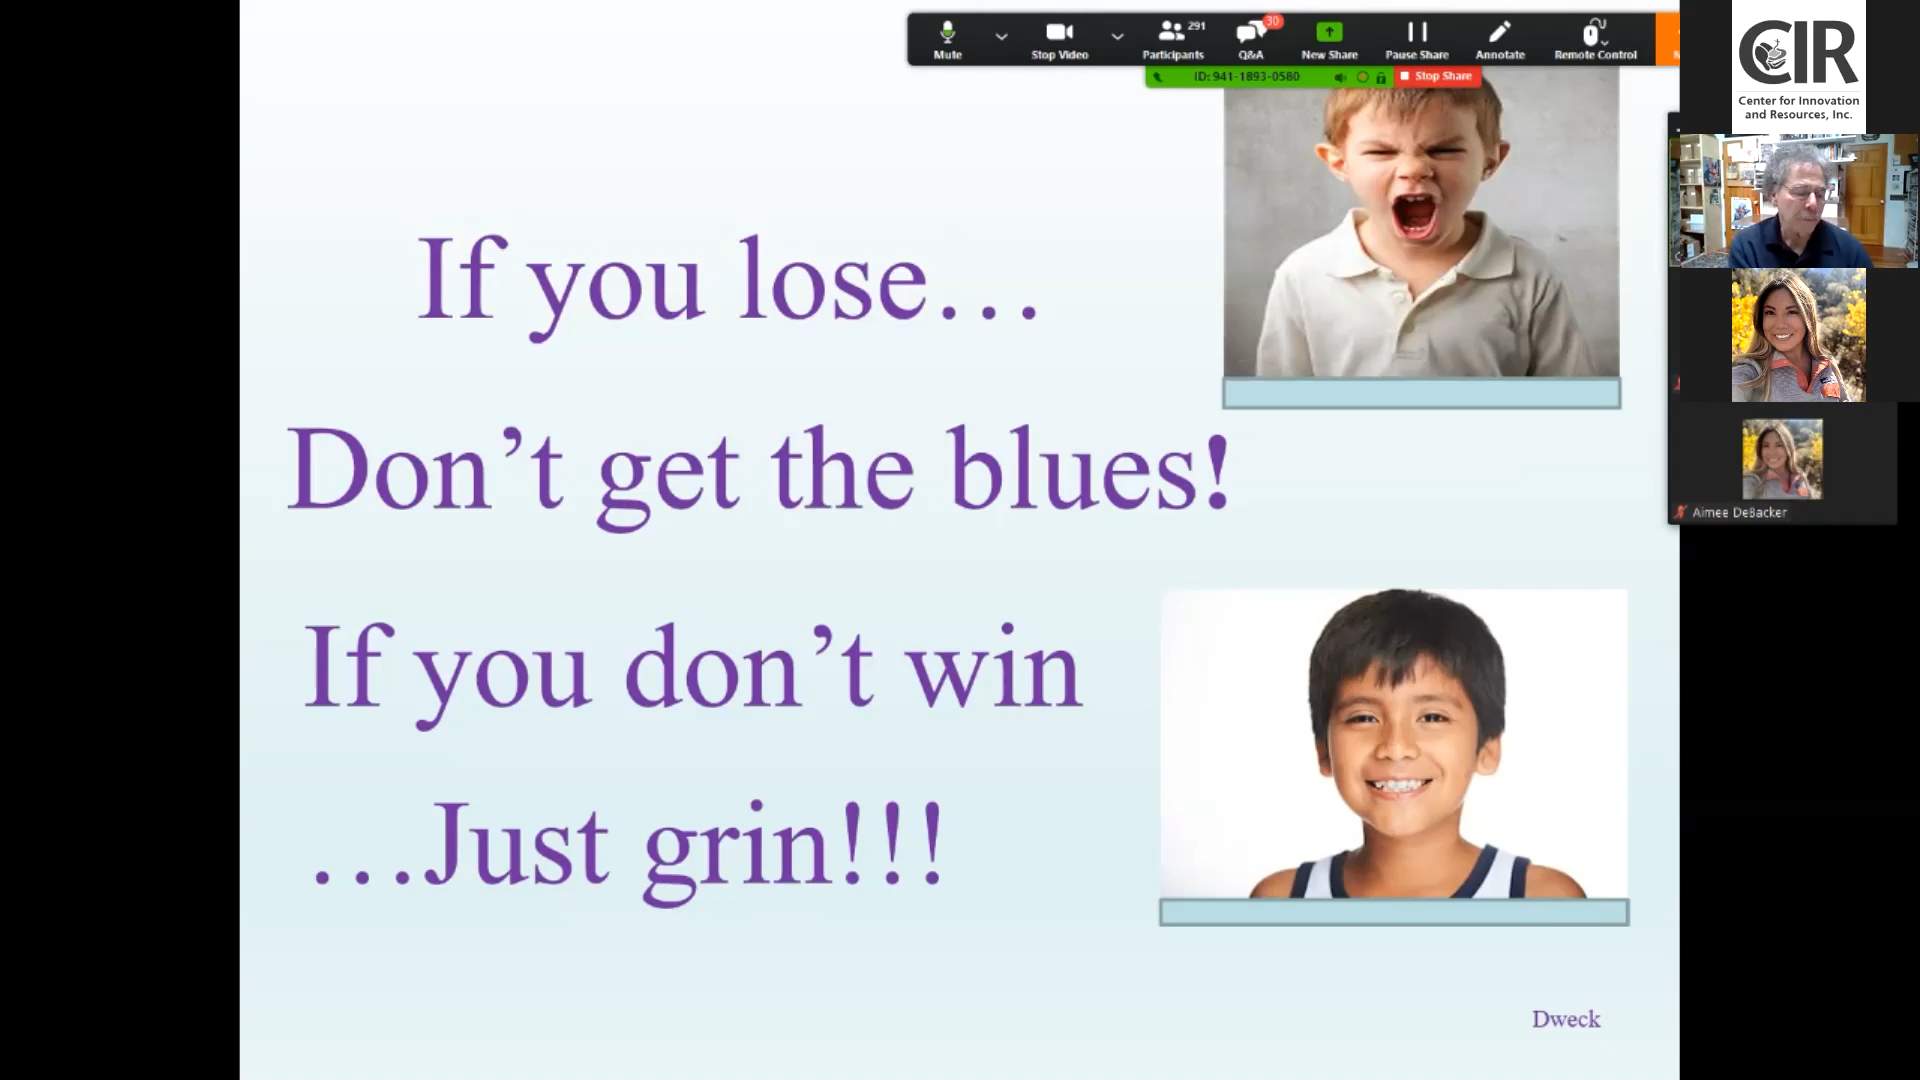 Mute
Stop Video
Participants
291
Q&A
30
New Share
Pause Share
Annotate
Remote Control
ID: 941-1893-0580
Stop Share
CIR
Center for Innovation
and Resources, Inc.
If you lose…
Don’t get the blues!
If you don’t win
…Just grin!!!
Aimee DeBacker
Dweck